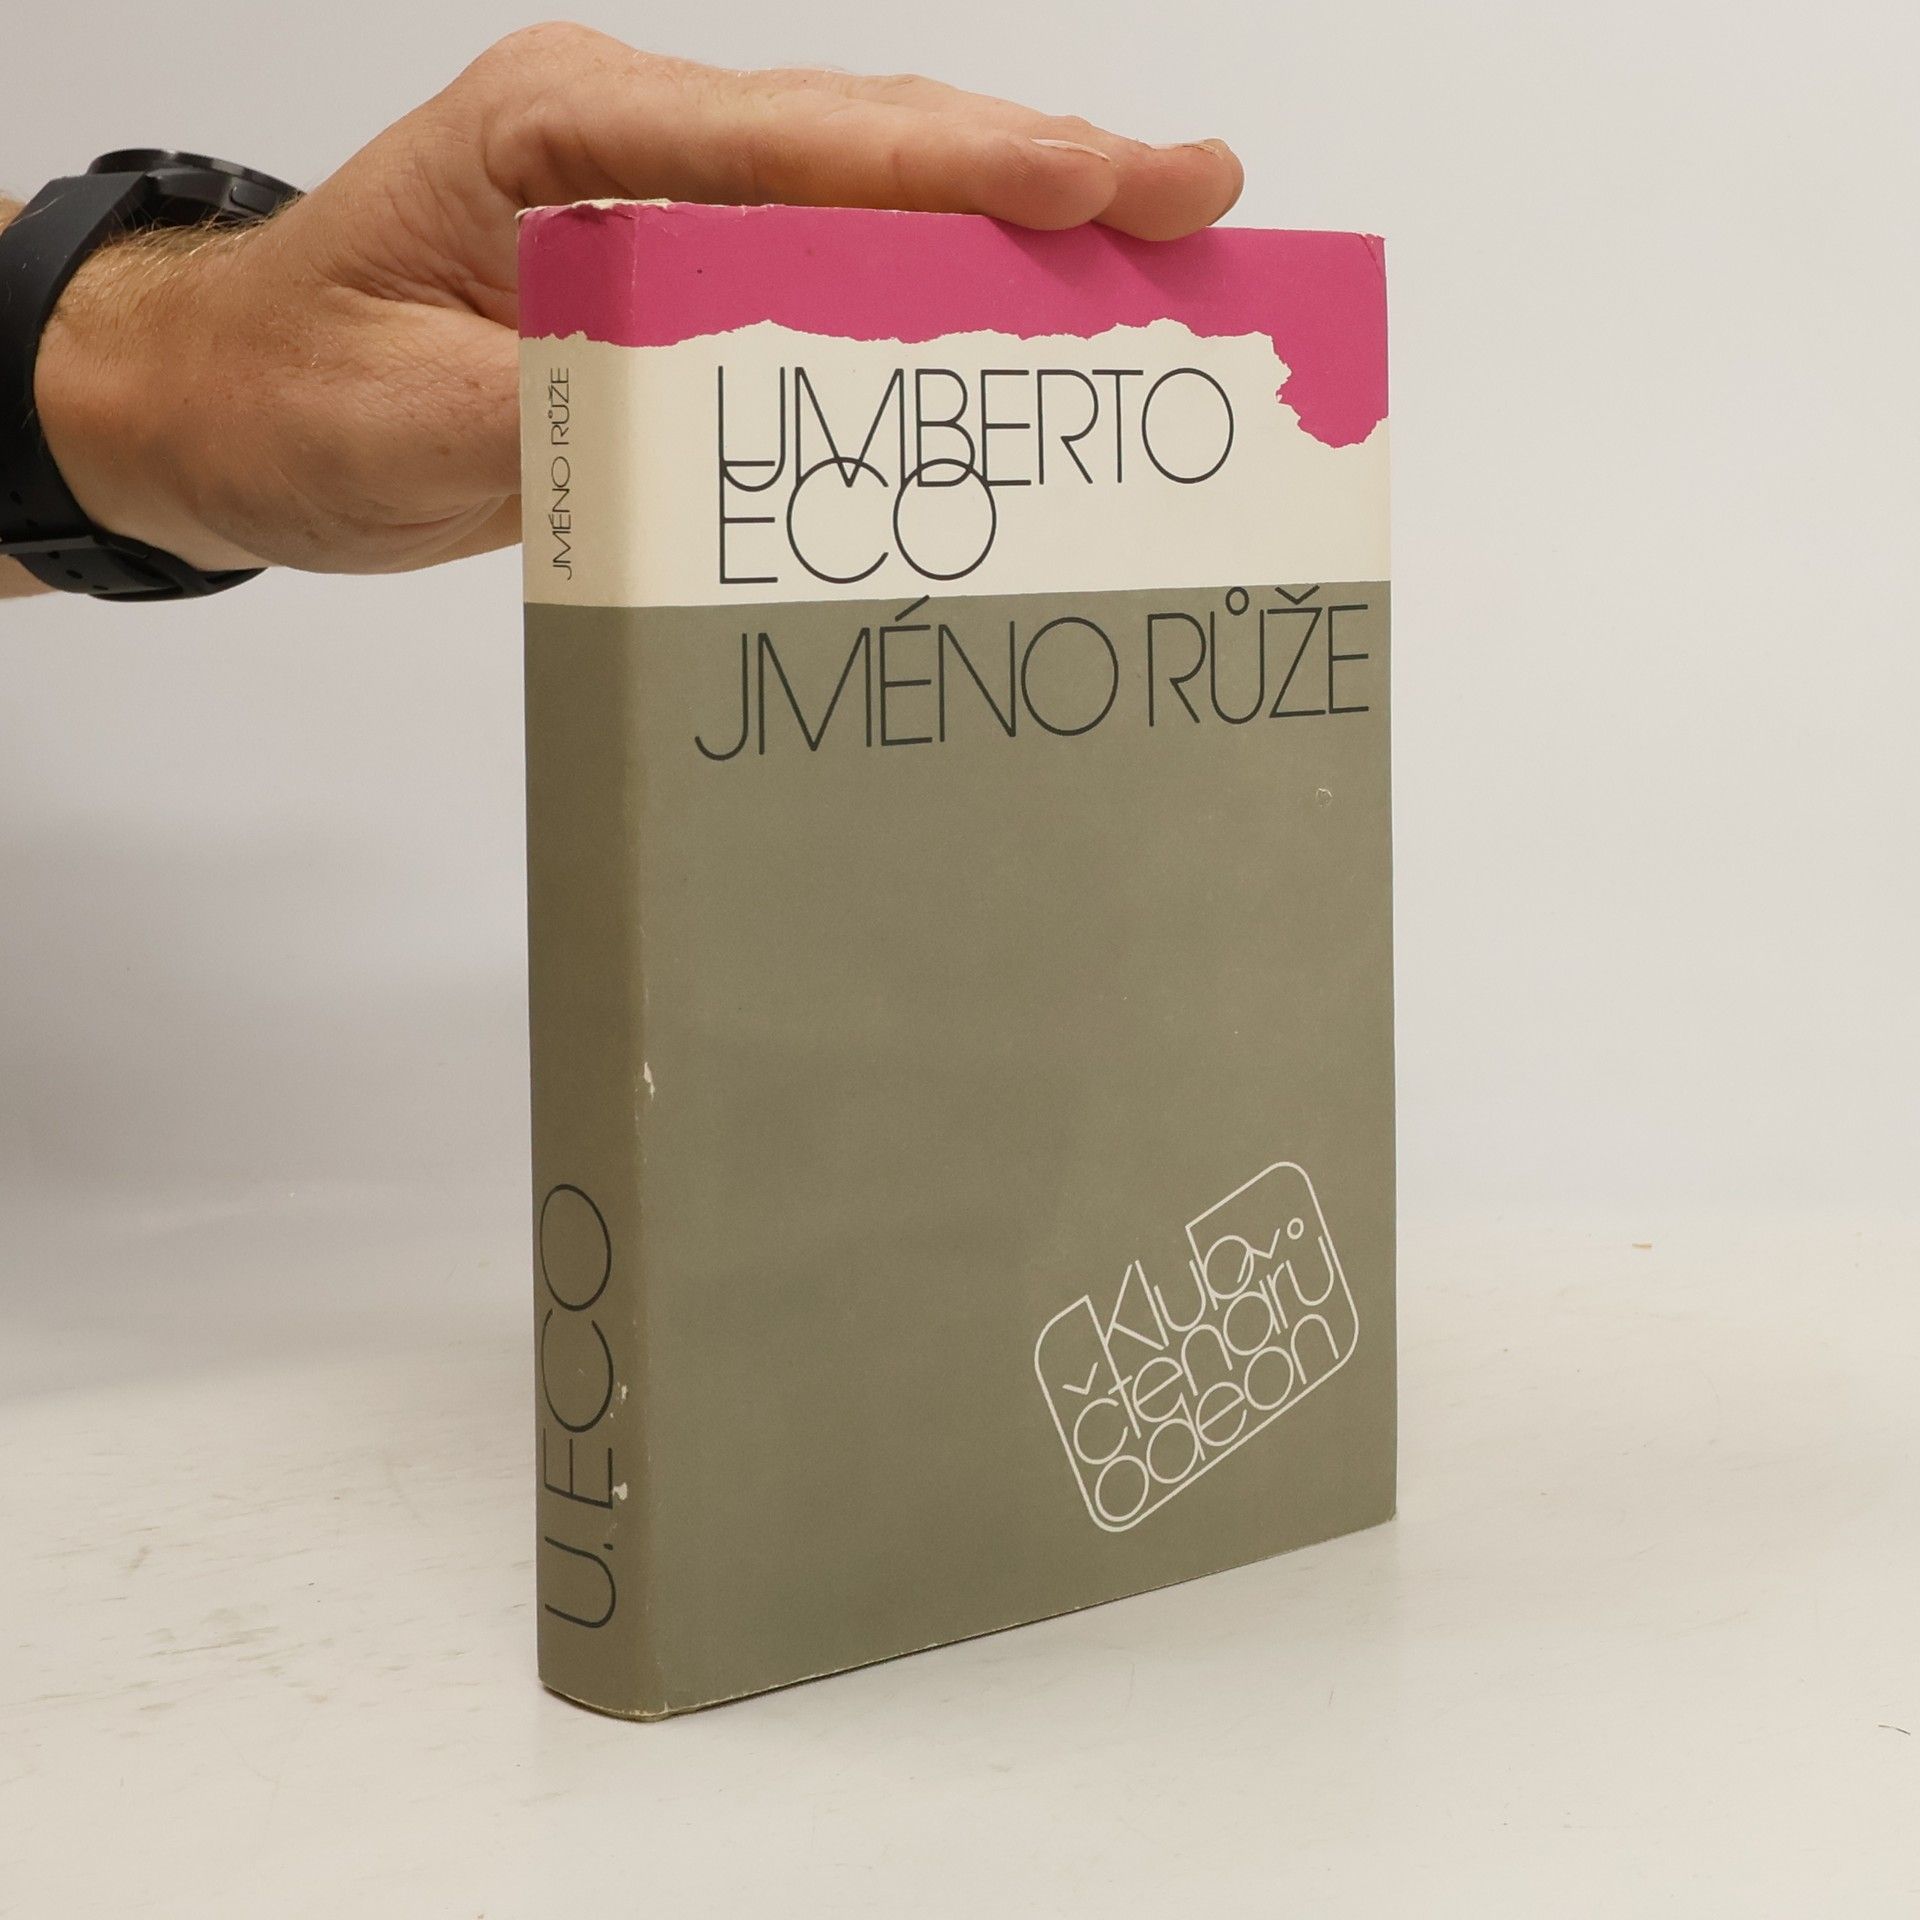 UMBERTO
ECO
JMÉNO RŮŽE
Klub
čtenářů
odeon
JMÉNO RŮŽE
U. ECO